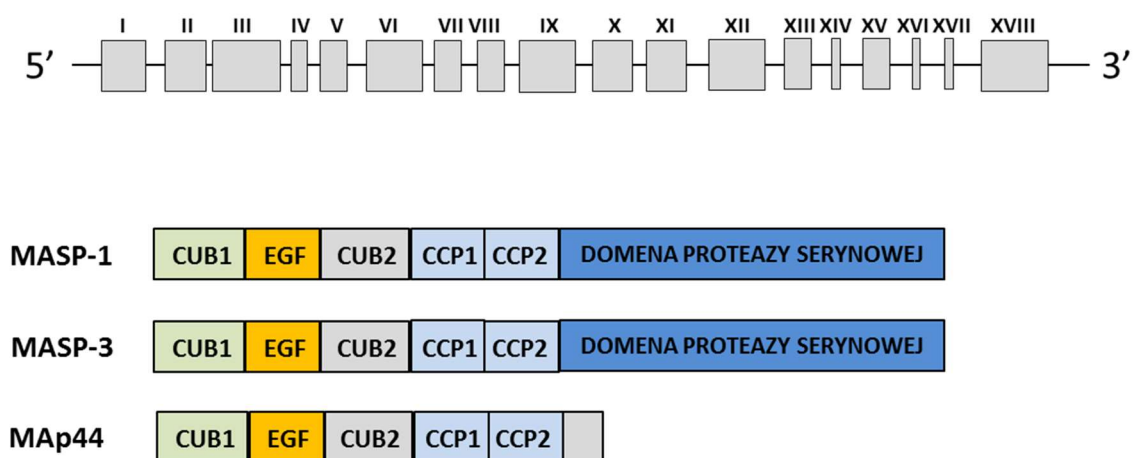 I II III IV V VI VII VIII IX X XI XII XIII XIV XV XVI XVII XVIII
5’ 3’
MASP-1 CUB1 EGF CUB2 CCP1 CCP2 DOMENA PROTEAZY SERYNOWEJ
MASP-3 CUB1 EGF CUB2 CCP1 CCP2 DOMENA PROTEAZY SERYNOWEJ
MAp44 CUB1 EGF CUB2 CCP1 CCP2